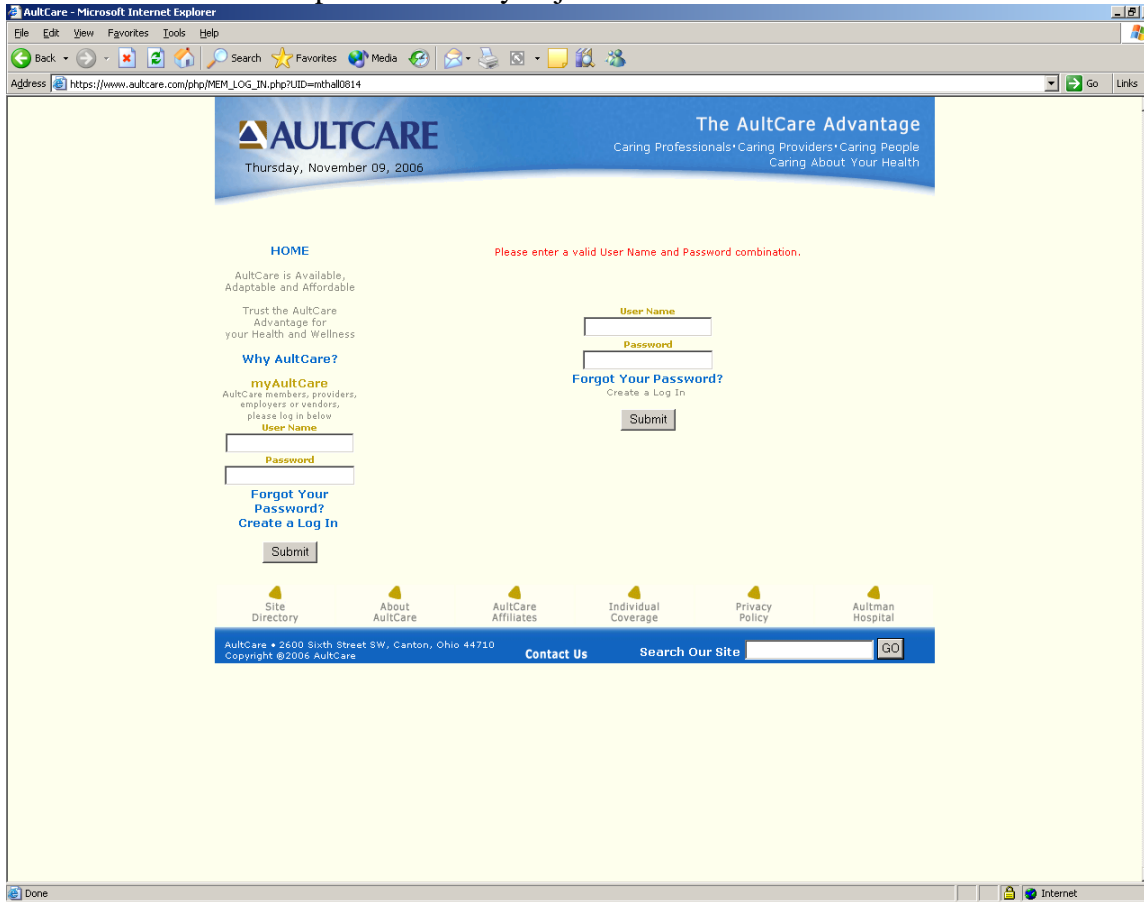 AultCare - Microsoft Internet Explorer
File Edit View Favorites Tools Help
Back Search Favorites Media
Address https://www.aultcare.com/php/MEM_LOG_IN.php?UID=mthall0814 Go Links
AULTCARE
Thursday, November 09, 2006
The AultCare Advantage
Caring Professionals•Caring Providers•Caring People
Caring About Your Health
HOME
AultCare is Available,
Adaptable and Affordable
Trust the AultCare
Advantage for
your Health and Wellness
Why AultCare?
myAultCare
AultCare members, providers,
employers or vendors,
please log in below
User Name
Password
Forgot Your
Password?
Create a Log In
Submit
Please enter a valid User Name and Password combination.
User Name
Password
Forgot Your Password?
Create a Log In
Submit
Site
Directory
About
AultCare
AultCare
Affiliates
Individual
Coverage
Privacy
Policy
Aultman
Hospital
AultCare • 2600 Sixth Street SW, Canton, Ohio 44710
Copyright ©2006 AultCare
Contact Us
Search Our Site GO
Done Internet